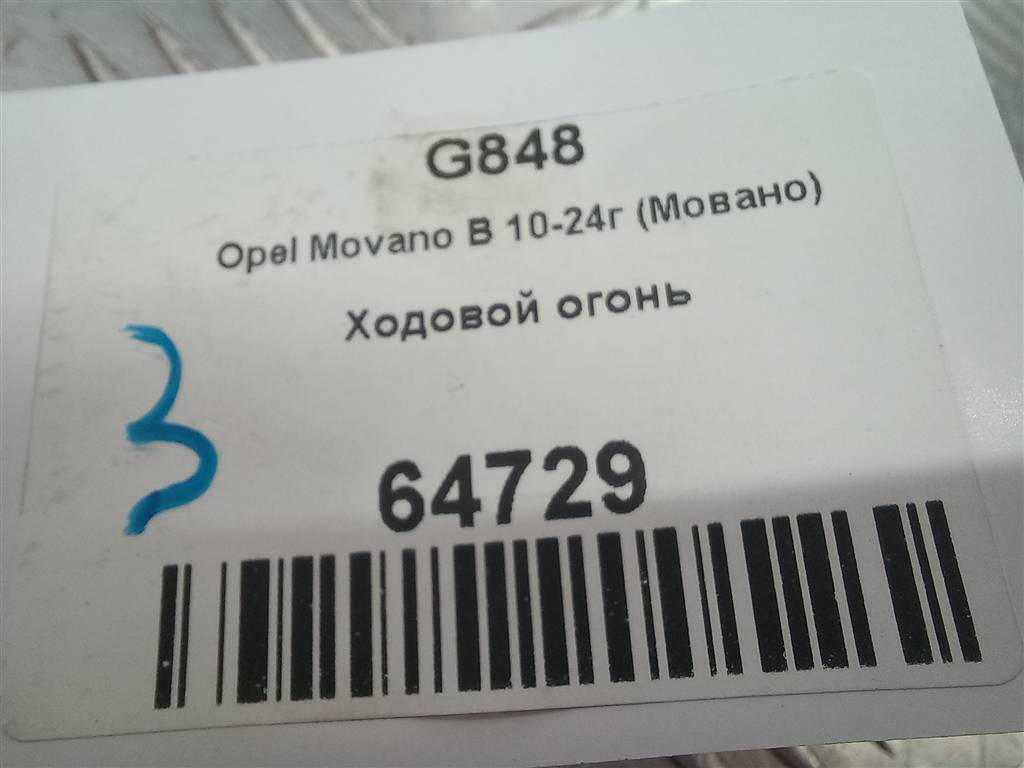 G848
Opel Movano B 10-24г (Мовано)
Ходовой огонь
3
64729